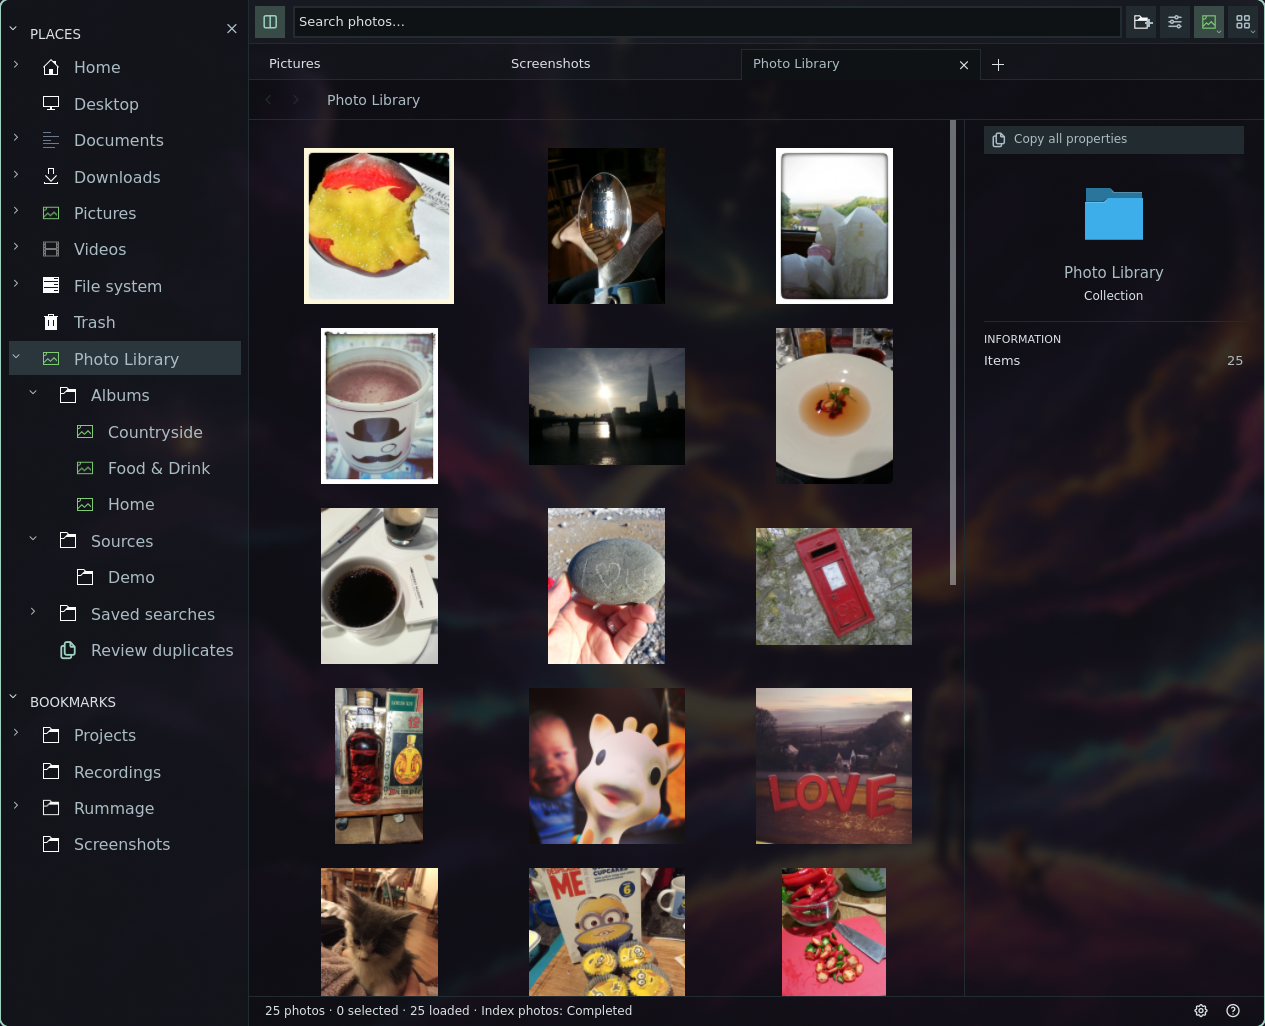 PLACES
Home
Desktop
Documents
Downloads
Pictures
Videos
File system
Trash
Photo Library
Albums
Countryside
Food & Drink
Home
Sources
Demo
Saved searches
Review duplicates
BOOKMARKS
Projects
Recordings
Rummage
Screenshots
Search photos...
Pictures
Screenshots
Photo Library
Photo Library
LOVE
ME
CUPCAKES
6
Copy all properties
Photo Library
Collection
INFORMATION
Items 25
25 photos · 0 selected · 25 loaded · Index photos: Completed